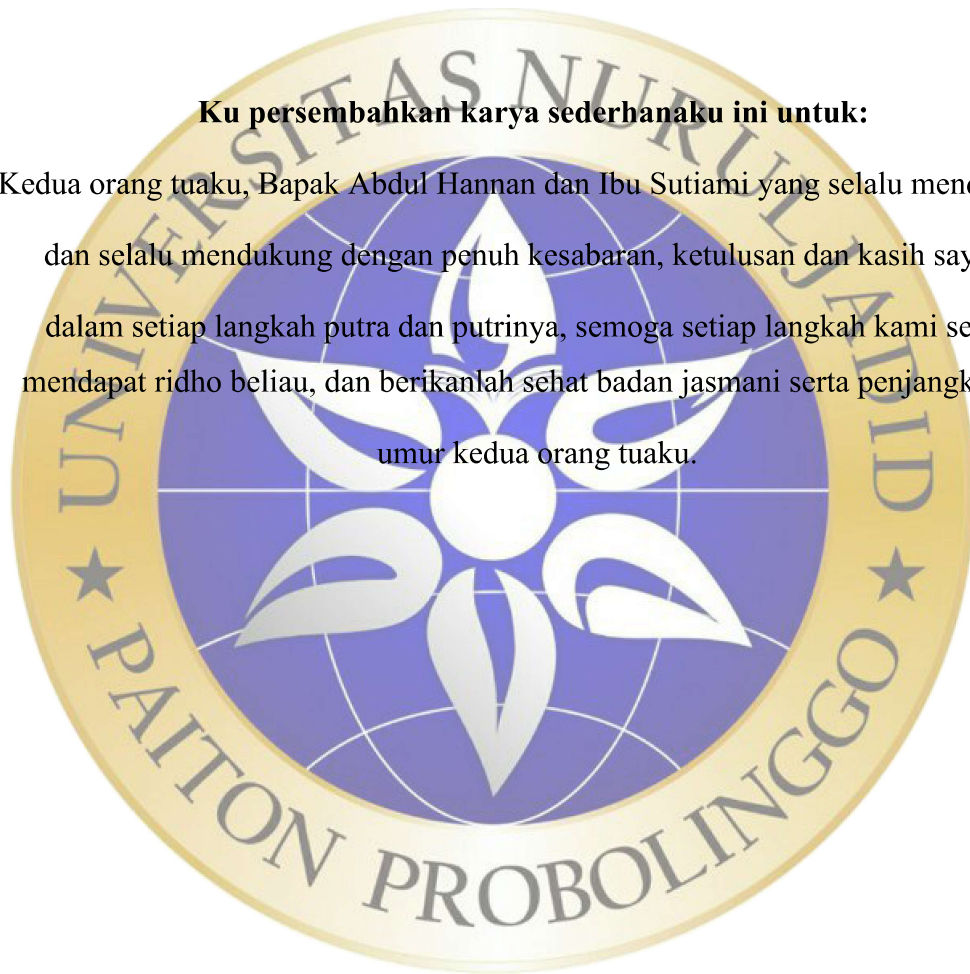 UNIVERSITAS NURUL JADID
Ku persembahkan karya sederhanaku ini untuk:
Kedua orang tuaku, Bapak Abdul Hannan dan Ibu Sutiami yang selalu
dan selalu mendukung dengan penuh kesabaran, ketulusan dan kasih
dalam setiap langkah putra dan putrinya, semoga setiap langkah kami
mendapat ridho beliau, dan berikanlah sehat badan jasmani serta
umur kedua orang tuaku.
PAITON PROBOLINGGO